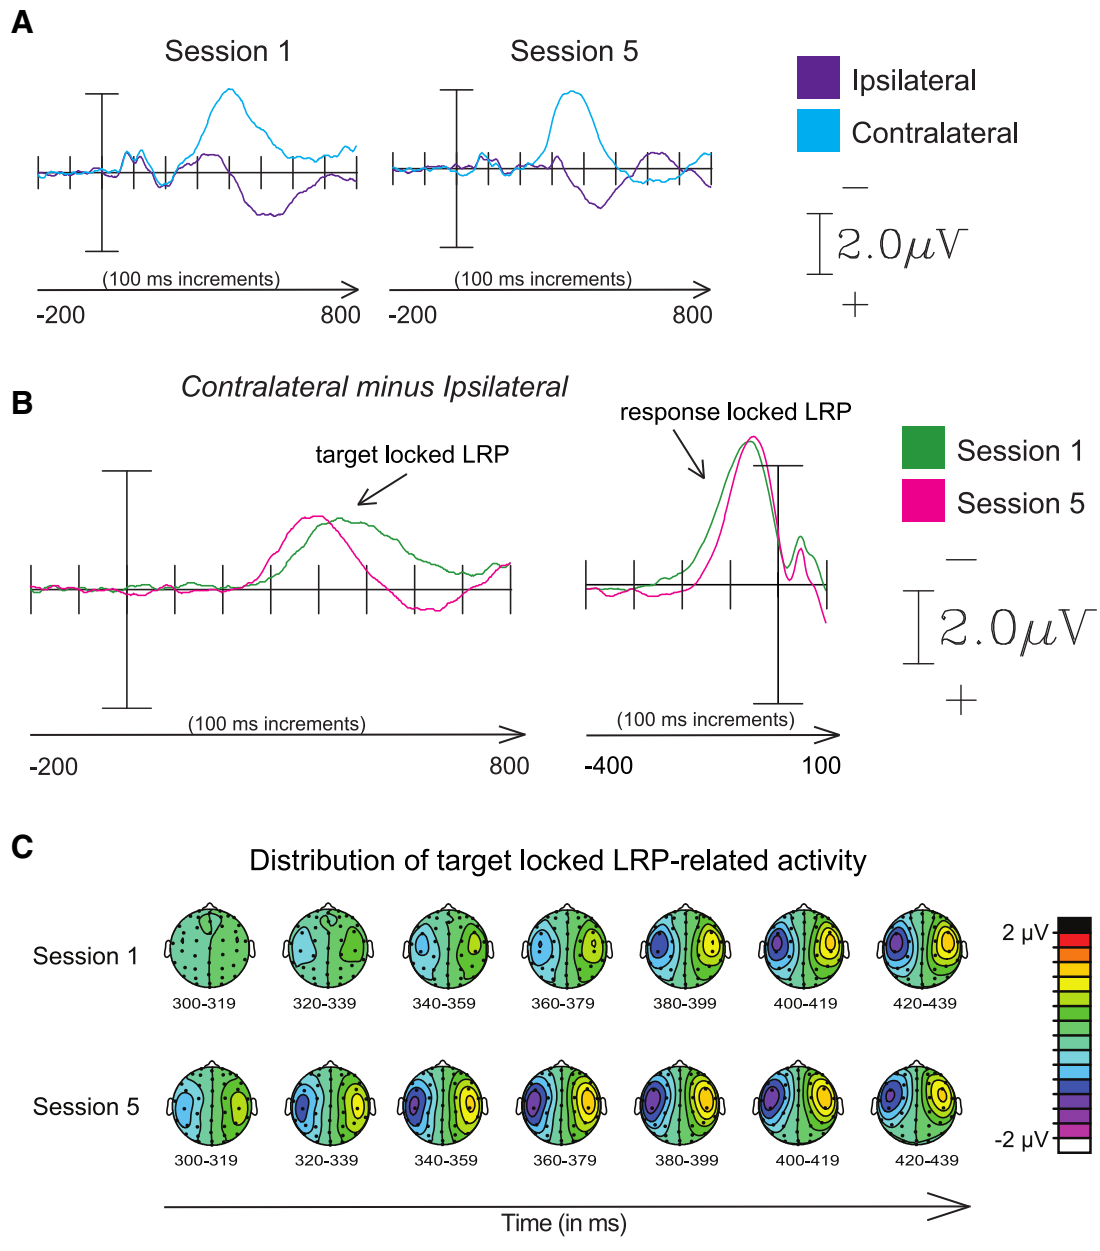 A
Session 1
Session 5
Ipsilateral
Contralateral
−
2.0μV
+
(100 ms increments)
(100 ms increments)
-200
800
-200
800
B
Contralateral minus Ipsilateral
target locked LRP
response locked LRP
Session 1
Session 5
−
2.0μV
+
(100 ms increments)
(100 ms increments)
-200
800
-400
100
C
Distribution of target locked LRP-related activity
Session 1
300-319
320-339
340-359
360-379
380-399
400-419
420-439
2 μV
Session 5
300-319
320-339
340-359
360-379
380-399
400-419
420-439
-2 μV
Time (in ms)